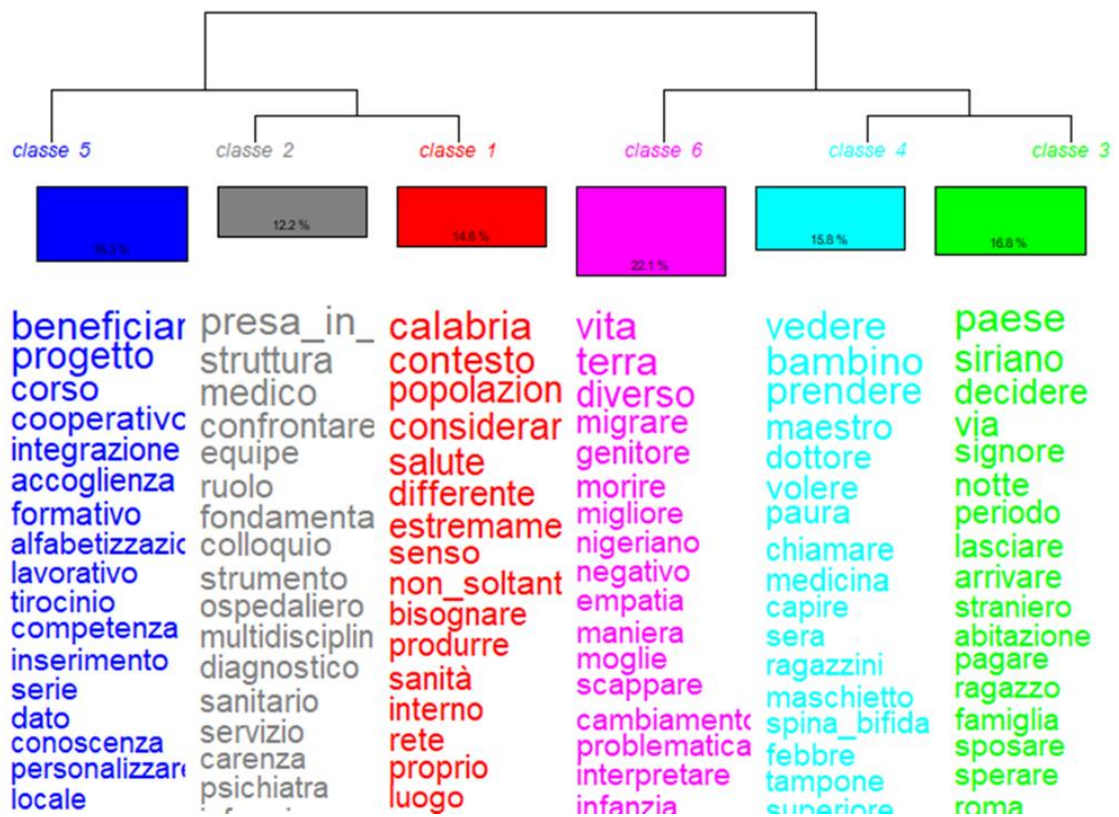 classe 5
classe 2
classe 1
classe 6
classe 4
classe 3
12.2 %
14.6 %
22.1 %
15.8 %
16.8 %
beneficiar
progetto
corso
cooperativo
integrazione
accoglienza
formativo
alfabetizzazio
lavorativo
tirocinio
competenza
inserimento
serie
dato
conoscenza
personalizzare
locale
presa_in_
struttura
medico
confrontare
equipe
ruolo
fondamenta
colloquio
strumento
ospedaliero
multidisciplin
diagnostico
sanitario
servizio
carenza
psichiatra
calabria
contesto
popolazion
considerar
salute
differente
estremame
senso
non_soltant
bisognare
produrre
sanità
interno
rete
proprio
luogo
vita
terra
diverso
migrare
genitore
morire
migliore
nigeriano
negativo
empatia
maniera
moglie
scappare
cambiamento
problematica
interpretare
infanzia
vedere
bambino
prendere
maestro
dottore
volere
paura
chiamare
medicina
capire
sera
ragazzini
maschietto
spina_bifida
febbre
tampone
superiore
paese
siriano
decidere
via
signore
notte
periodo
lasciare
arrivare
straniero
abitazione
pagare
ragazzo
famiglia
sposare
sperare
roma